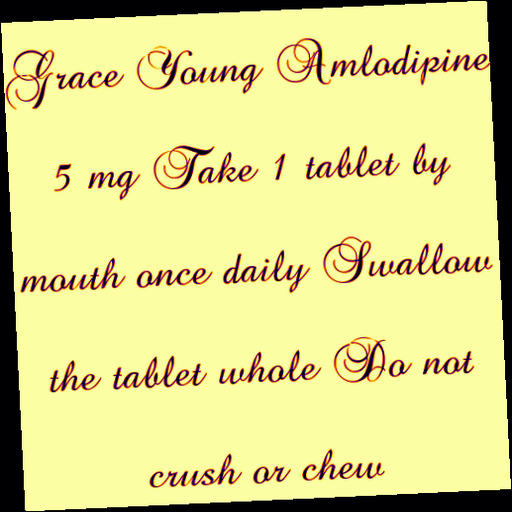 Grace Young Amlodipine
5 mg Take 1 tablet by
mouth once daily Swallow
the tablet whole Do not
crush or chew